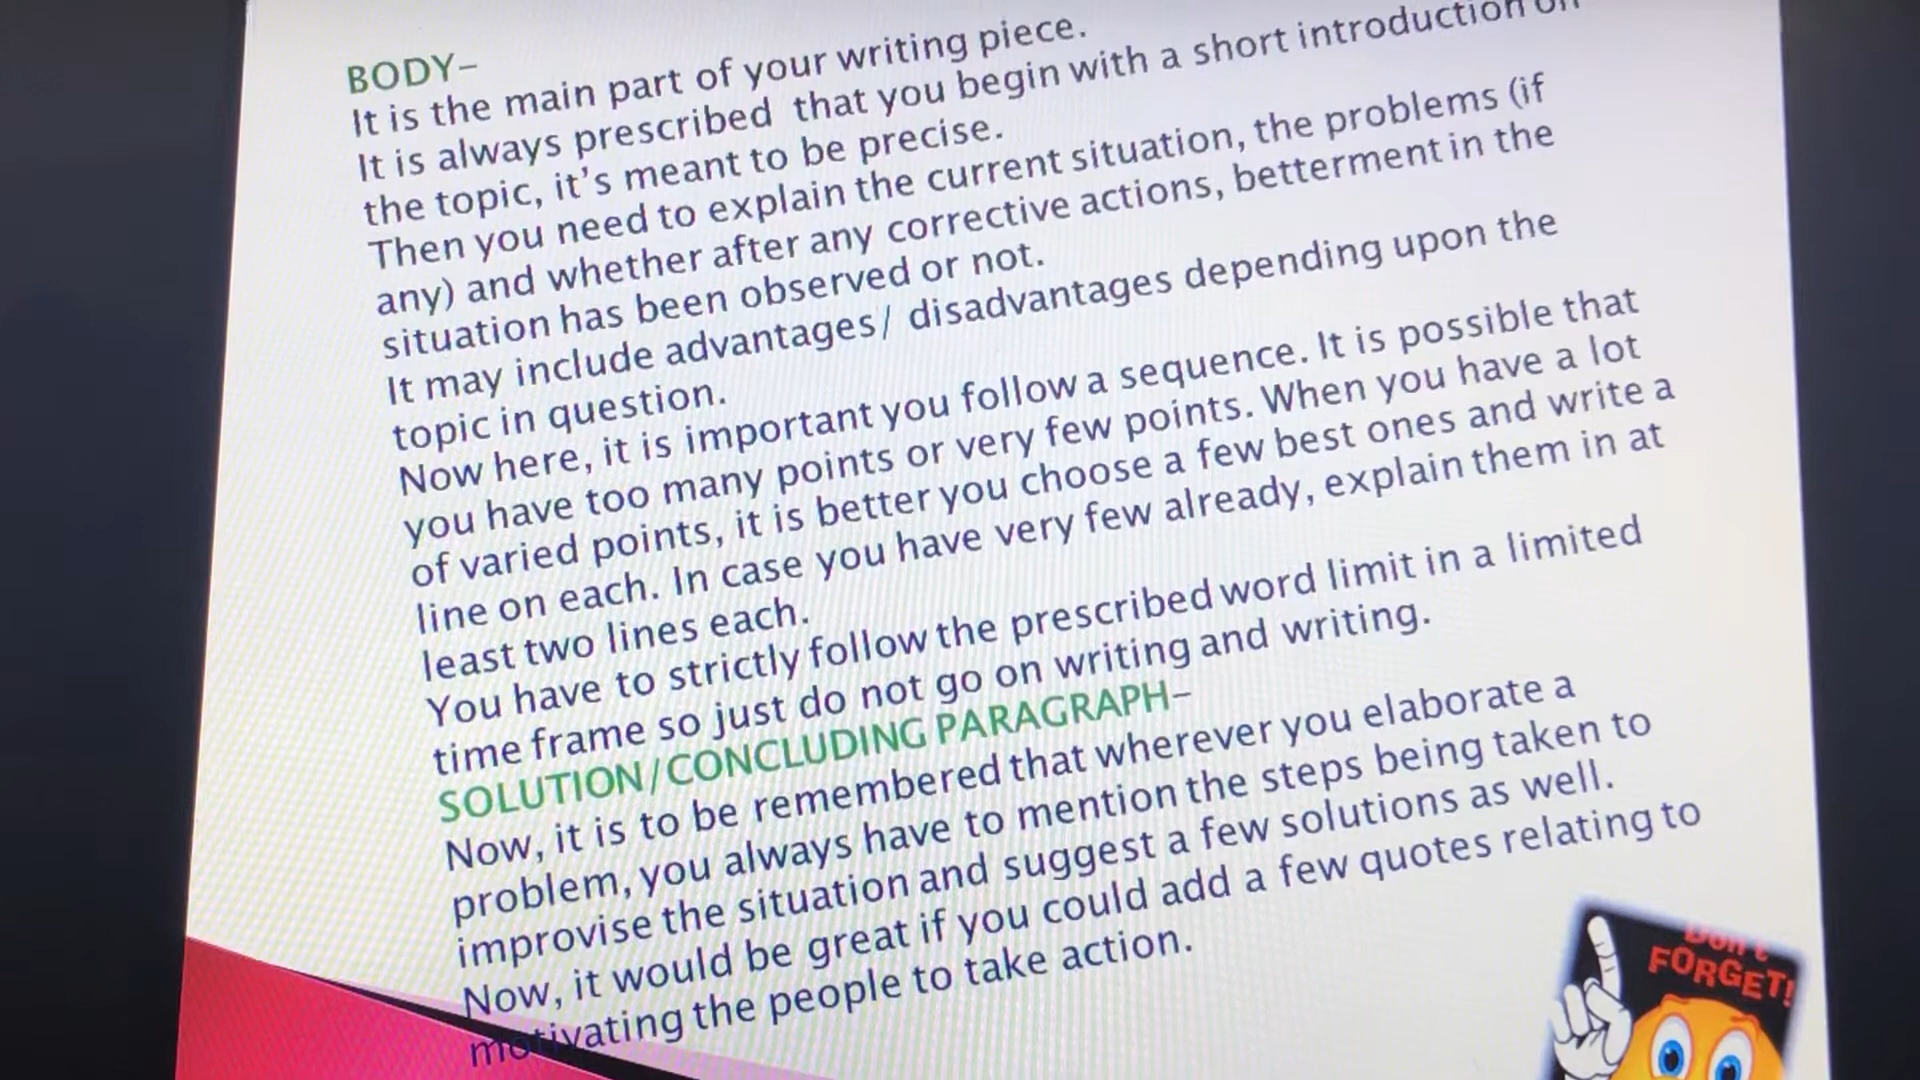 BODY–
It is the main part of your writing piece.
It is always prescribed that you begin with a short introduction on
the topic, it's meant to be precise.
Then you need to explain the current situation, the problems (if
any) and whether after any corrective actions, betterment in the
situation has been observed or not.
It may include advantages/ disadvantages depending upon the
topic in question.
Now here, it is important you follow a sequence. It is possible that
you have too many points or very few points. When you have a lot
of varied points, it is better you choose a few best ones and write a
line on each. In case you have very few already, explain them in at
least two lines each.
You have to strictly follow the prescribed word limit in a limited
time frame so just do not go on writing and writing.
SOLUTION/CONCLUDING PARAGRAPH–
Now, it is to be remembered that wherever you elaborate a
problem, you always have to mention the steps being taken to
improvise the situation and suggest a few solutions as well.
Now, it would be great if you could add a few quotes relating to
motivating the people to take action.
Don't
FORGET!